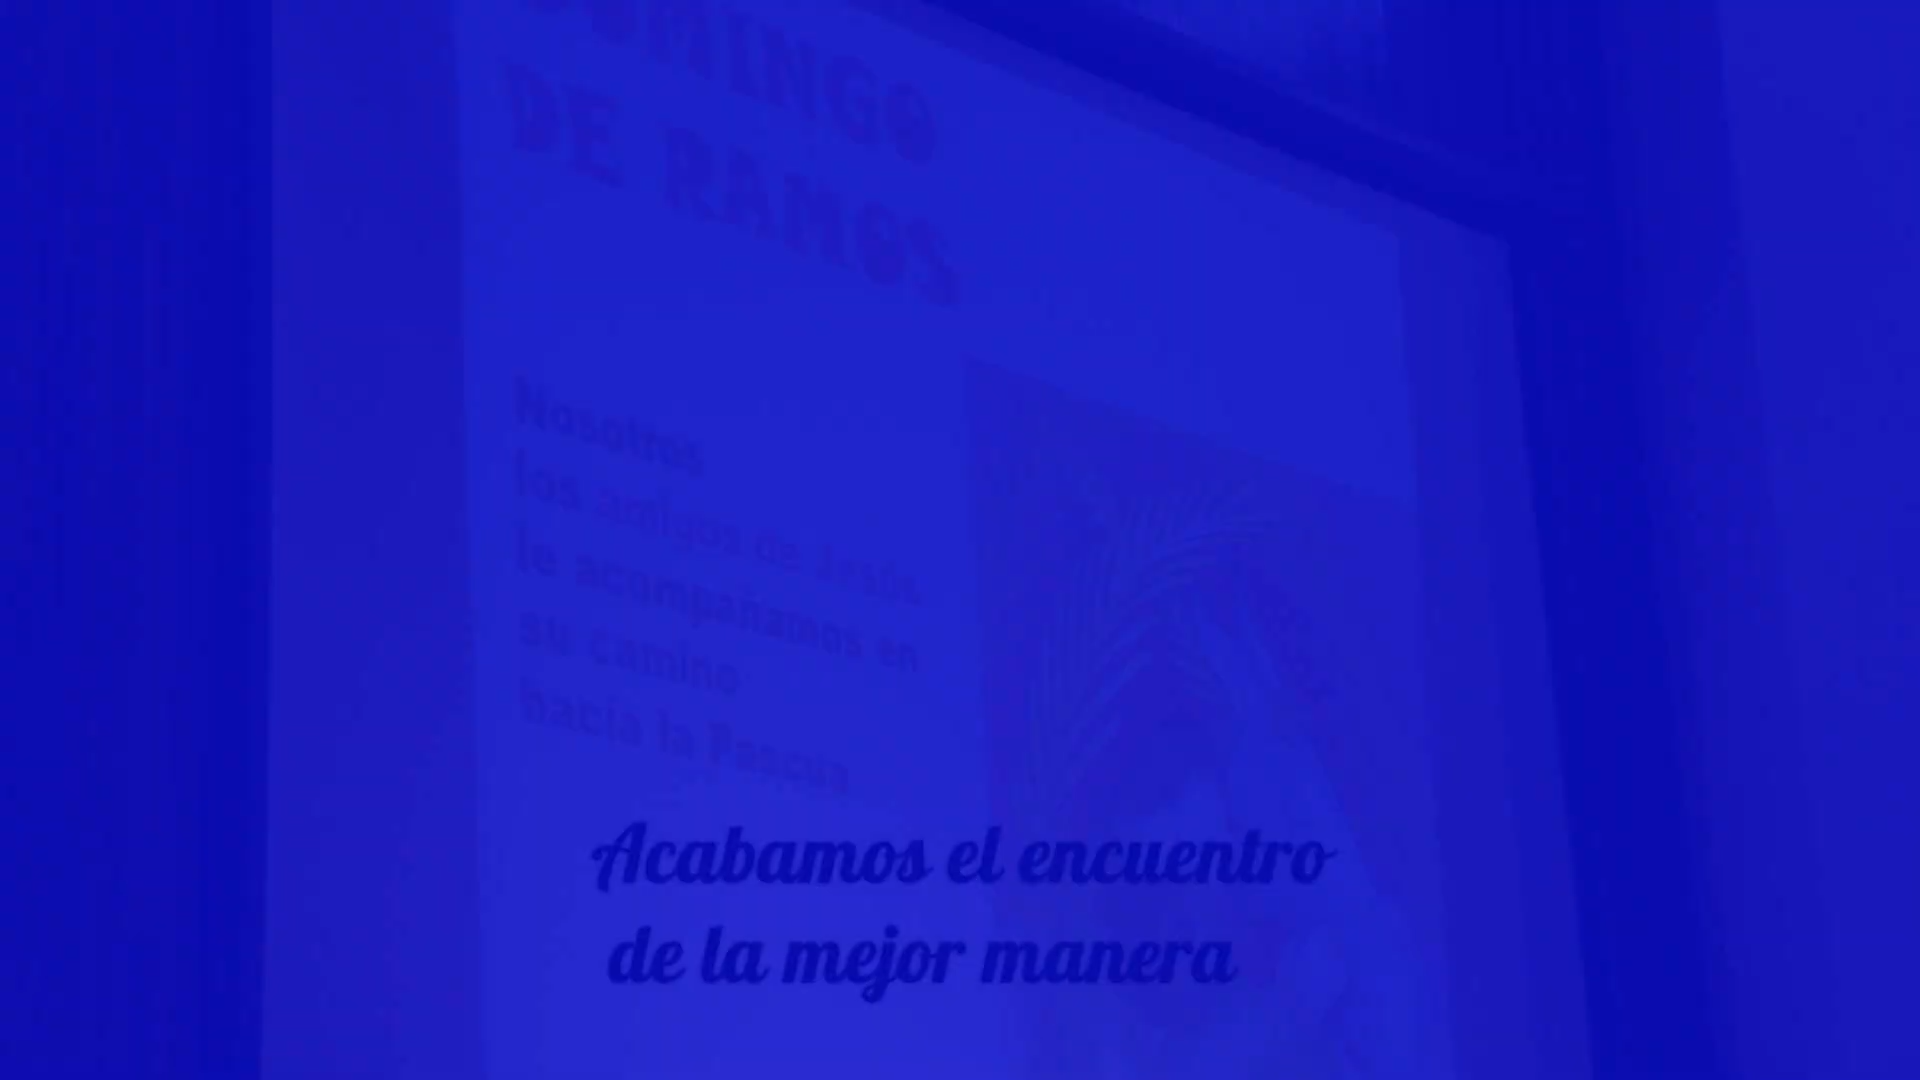 DOMINGO
DE RAMOS
Nosotros
los amigos de Jesús
le acompañamos en
su camino
hacia la Pascua
Acabamos el encuentro
de la mejor manera